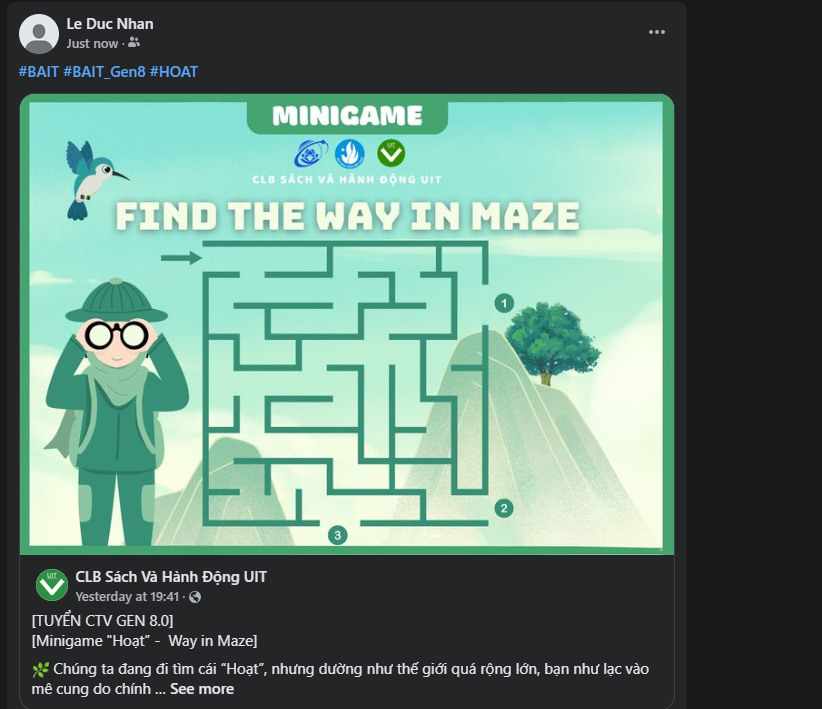 Le Duc Nhan
Just now ·
#BAIT #BAIT_Gen8 #HOAT
MINIGAME
UIT
CLB SÁCH VÀ HÀNH ĐỘNG UIT
FIND THE WAY IN MAZE
1
2
3
UIT
CLB Sách Và Hành Động UIT
Yesterday at 19:41 ·
[TUYỂN CTV GEN 8.0]
[Minigame "Hoạt” - Way in Maze]
🌿 Chúng ta đang đi tìm cái “Hoạt”, nhưng dường như thế giới quá rộng lớn, bạn như lạc vào
mê cung do chính ... See more